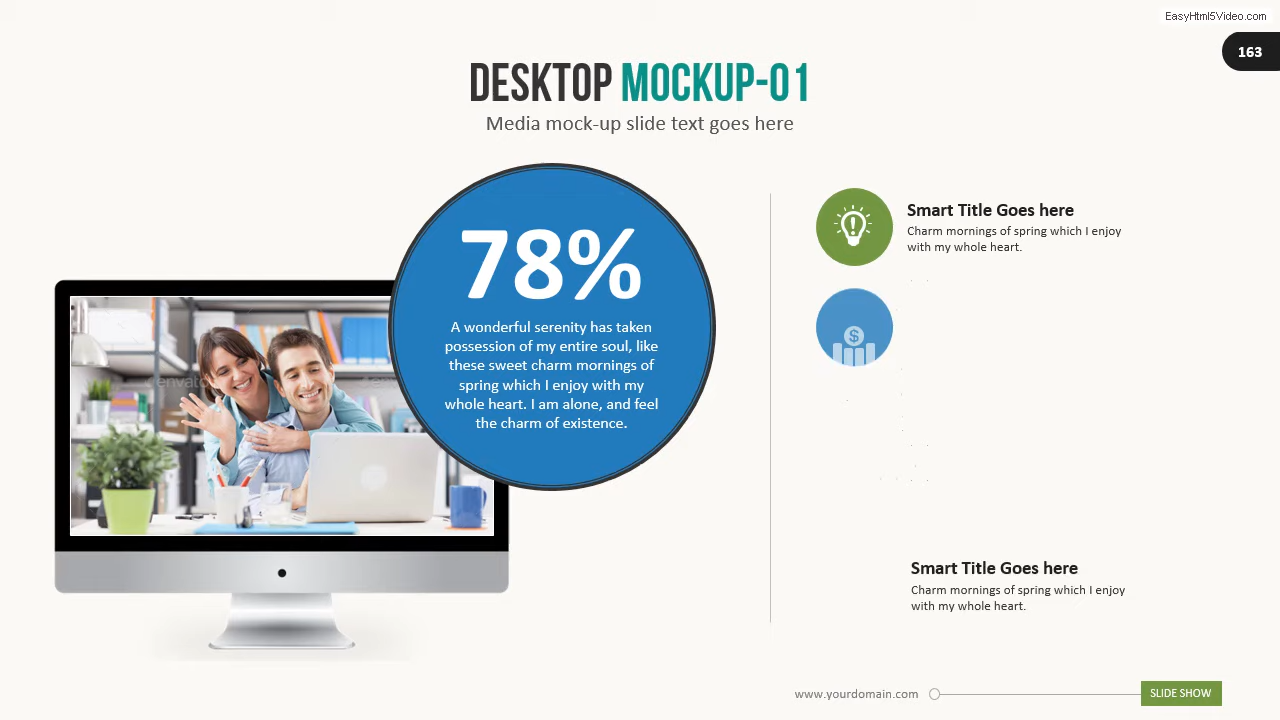 EasyHtml5Video.com
163
DESKTOP MOCKUP-01
Media mock-up slide text goes here
78%
A wonderful serenity has taken
possession of my entire soul, like
these sweet charm mornings of
spring which I enjoy with my
whole heart. I am alone, and feel
the charm of existence.
envato
Smart Title Goes here
Charm mornings of spring which I enjoy
with my whole heart.
$
Smart Title Goes here
Charm mornings of spring which I enjoy
with my whole heart.
www.yourdomain.com
SLIDE SHOW